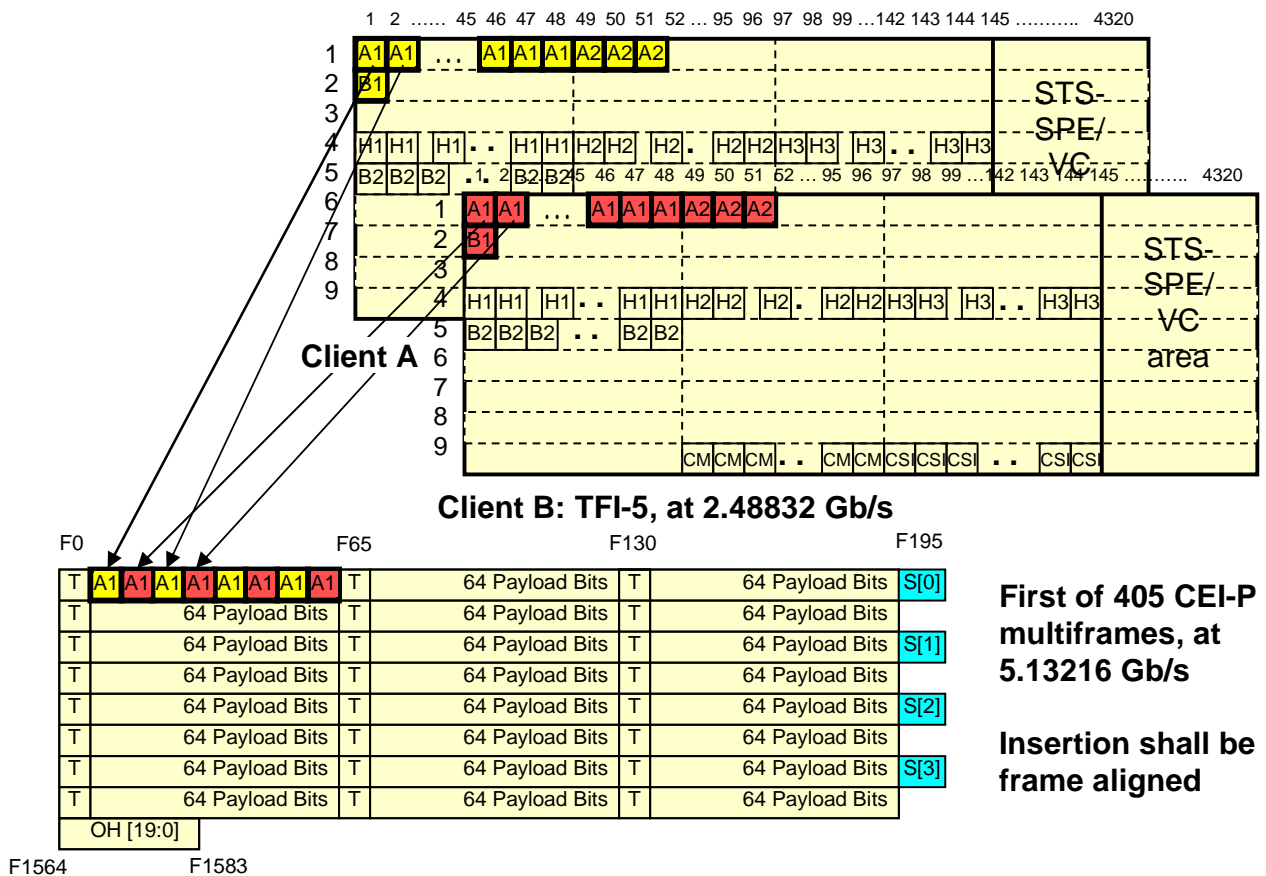 1 2 …… 45 46 47 48 49 50 51 52 … 95 96 97 98 99 …142 143 144 145 ……….. 4320
1 A1 A1 ... A1 A1 A1 A2 A2 A2
2 B1
3
4 H1 H1 H1 .. H1 H1 H2 H2 H2 . H2 H2 H3 H3 H3 .. H3 H3
5 B2 B2 B2 .. B2 B2
6
7
8
9
STS-
SPE/
VC
1 2 45 46 47 48 49 50 51 52 … 95 96 97 98 99 …142 143 144 145 ……….. 4320
1 A1 A1 ... A1 A1 A1 A2 A2 A2
2 B1
3
4 H1 H1 H1 .. H1 H1 H2 H2 H2 . H2 H2 H3 H3 H3 .. H3 H3
5 B2 B2 B2 .. B2 B2
6
7
8
9 CM CM CM .. CM CM CSI CSI CSI .. CSI CSI
STS-
SPE/
VC
area
Client A
Client B: TFI-5, at 2.48832 Gb/s
F0 F65 F130 F195
T A1 A1 A1 A1 A1 A1 A1 A1 T 64 Payload Bits T 64 Payload Bits S[0]
T 64 Payload Bits T 64 Payload Bits T 64 Payload Bits
T 64 Payload Bits T 64 Payload Bits T 64 Payload Bits S[1]
T 64 Payload Bits T 64 Payload Bits T 64 Payload Bits
T 64 Payload Bits T 64 Payload Bits T 64 Payload Bits S[2]
T 64 Payload Bits T 64 Payload Bits T 64 Payload Bits
T 64 Payload Bits T 64 Payload Bits T 64 Payload Bits S[3]
T 64 Payload Bits T 64 Payload Bits T 64 Payload Bits
OH [19:0]
F1564 F1583
First of 405 CEI-P
multiframes, at
5.13216 Gb/s
Insertion shall be
frame aligned